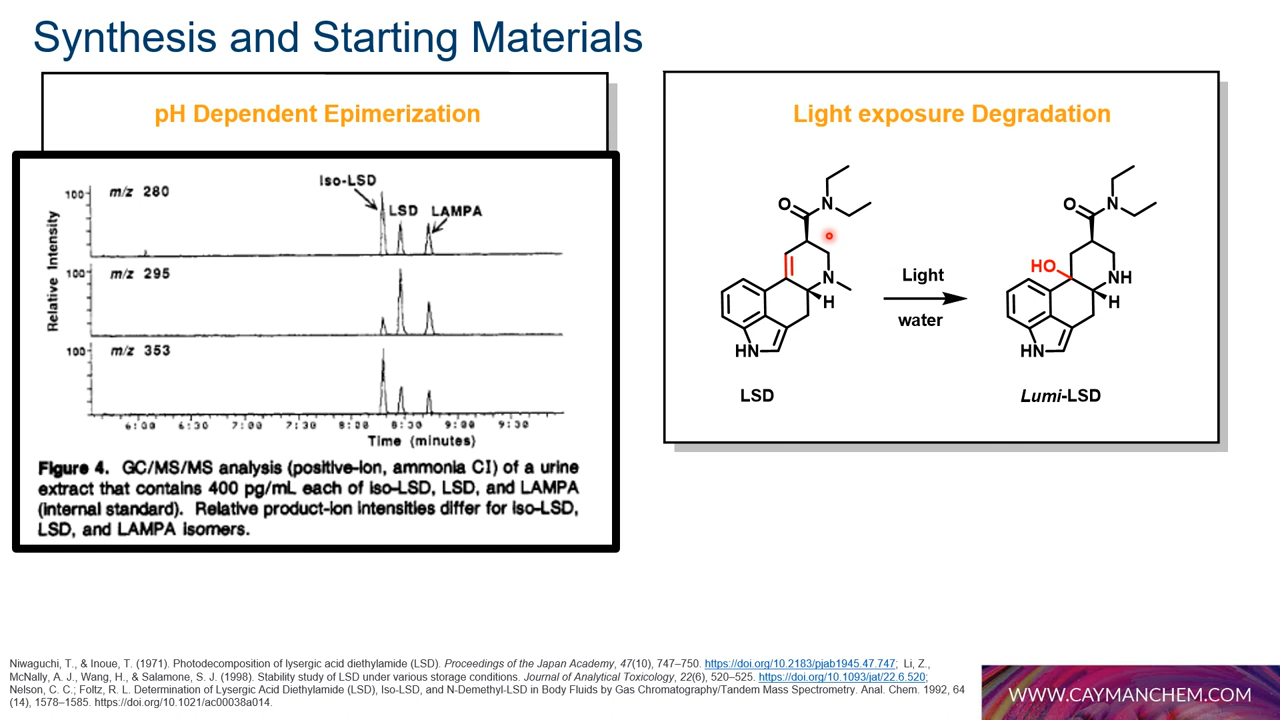 Synthesis and Starting Materials
pH Dependent Epimerization
Relative Intensity
100
m/z 280
Iso-LSD
LSD
LAMPA
100
m/z 295
100
m/z 353
6:00 6:30 7:00 7:30 8:00 8:30 9:00 9:30
Time (minutes)
Figure 4. GC/MS/MS analysis (positive-ion, ammonia CI) of a urine
extract that contains 400 pg/mL each of iso-LSD, LSD, and LAMPA
(internal standard). Relative product-ion intensities differ for iso-LSD,
LSD, and LAMPA isomers.
Light exposure Degradation
O
N
N
H
HN
LSD
Light
water
O
N
HO
NH
H
HN
Lumi-LSD
Niwaguchi, T., & Inoue, T. (1971). Photodecomposition of lysergic acid diethylamide (LSD). Proceedings of the Japan Academy, 47(10), 747–750. https://doi.org/10.2183/pjab1945.47.747; Li, Z.,
McNally, A. J., Wang, H., & Salamone, S. J. (1998). Stability study of LSD under various storage conditions. Journal of Analytical Toxicology, 22(6), 520–525. https://doi.org/10.1093/jat/22.6.520;
Nelson, C. C.; Foltz, R. L. Determination of Lysergic Acid Diethylamide (LSD), Iso-LSD, and N-Demethyl-LSD in Body Fluids by Gas Chromatography/Tandem Mass Spectrometry. Anal. Chem. 1992, 64
(14), 1578–1585. https://doi.org/10.1021/ac00038a014.
WWW.CAYMANCHEM.COM